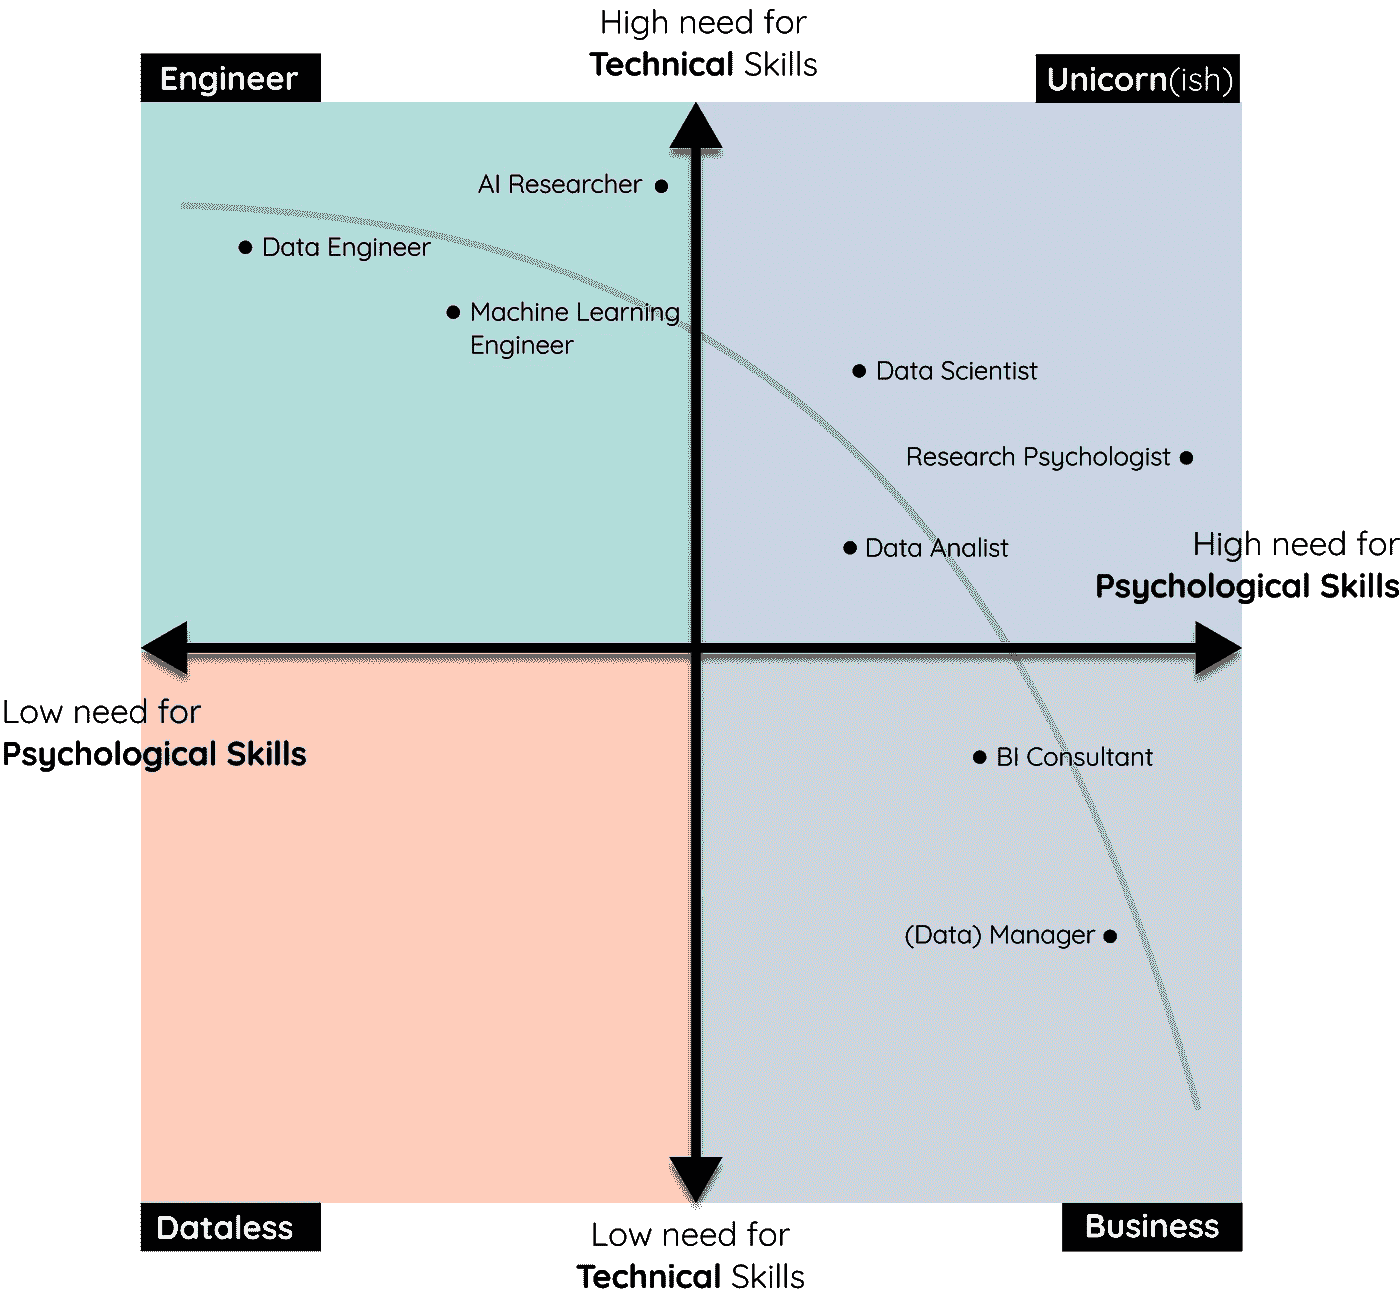 High need for
Technical Skills
Engineer
Unicorn(ish)
AI Researcher
Data Engineer
Machine Learning
Engineer
Data Scientist
Research Psychologist
Data Analist
High need for
Psychological Skills
Low need for
Psychological Skills
BI Consultant
(Data) Manager
Dataless
Business
Low need for
Technical Skills